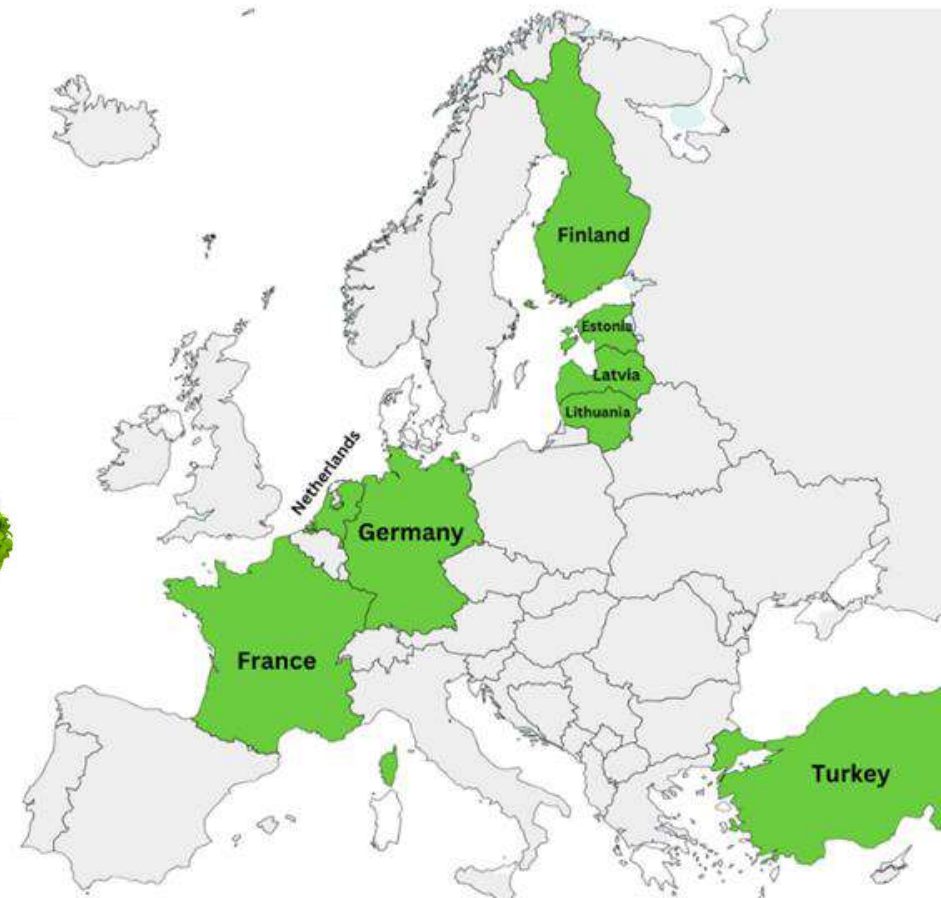 Finland
Estonia
Latvia
Lithuania
Netherlands
Germany
France
Turkey